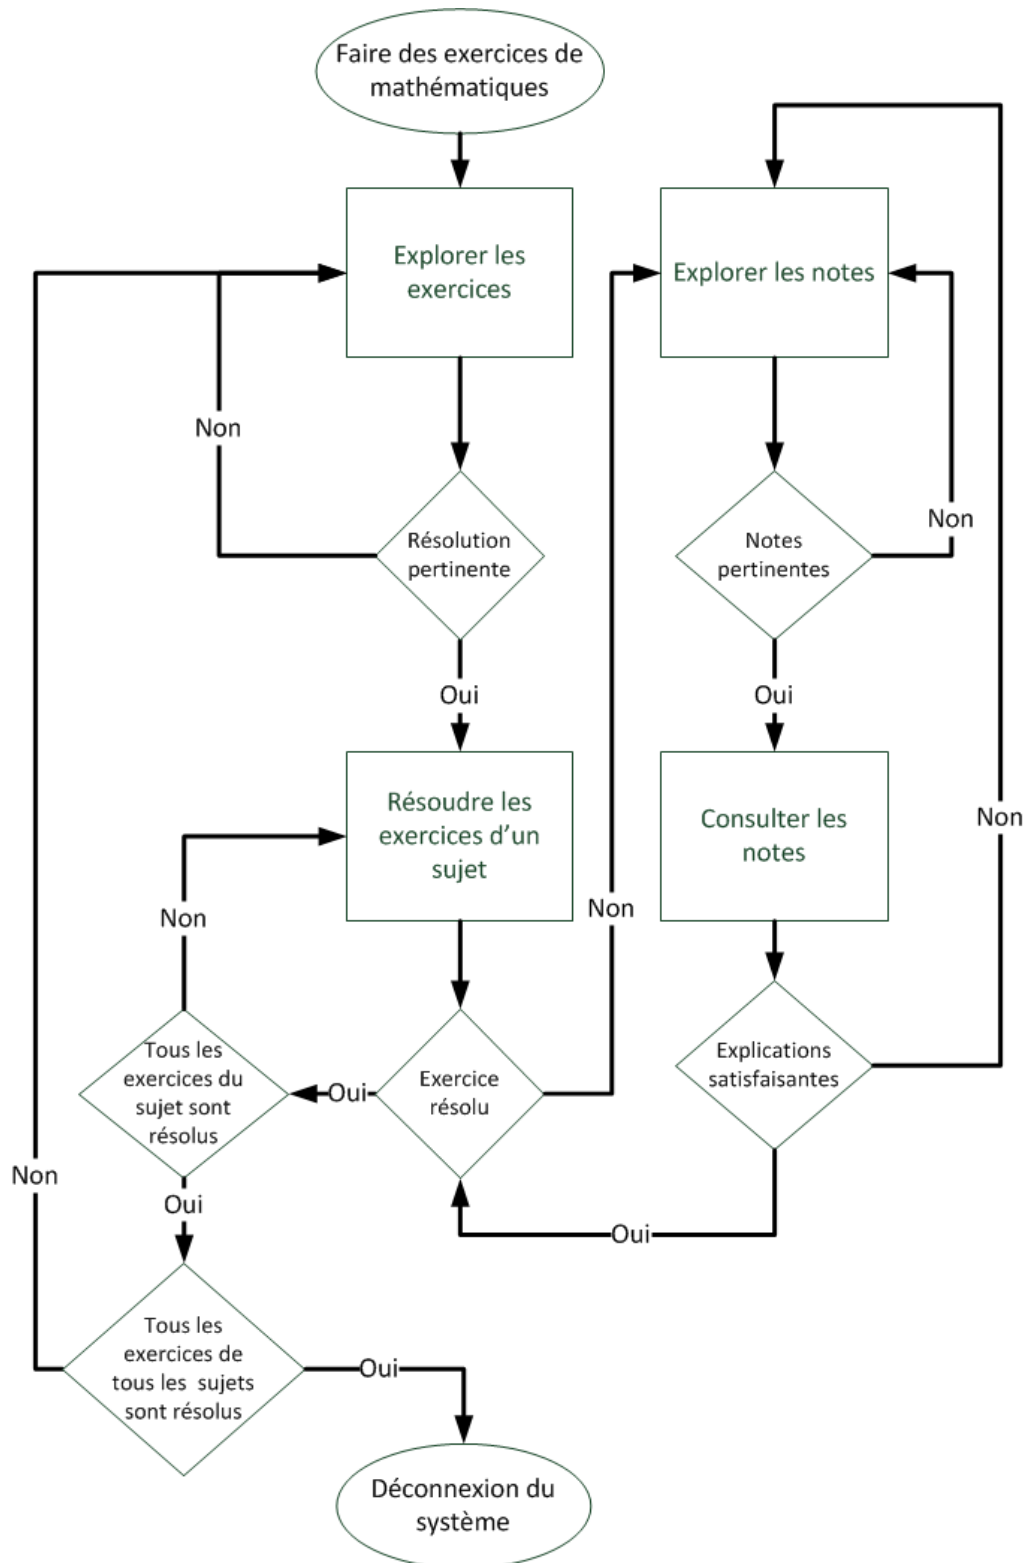 Faire des exercices de
mathématiques
Explorer les
exercices
Explorer les notes
Non
Résolution
pertinente
Notes
pertinentes
Non
Oui
Oui
Résoudre les
exercices d’un
sujet
Consulter les
notes
Non
Non
Non
Tous les
exercices du
sujet sont
résolus
Oui
Exercice
résolu
Explications
satisfaisantes
Non
Oui
Oui
Tous les
exercices de
tous les sujets
sont résolus
Oui
Déconnexion du
système